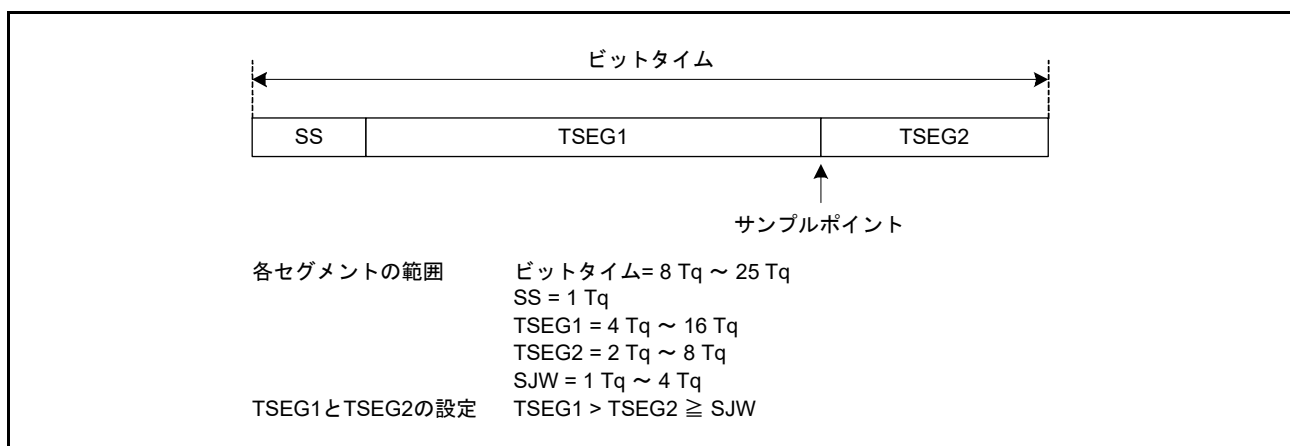 ビットタイム
SS TSEG1 TSEG2
サンプルポイント
各セグメントの範囲 ビットタイム= 8 Tq ～ 25 Tq
SS = 1 Tq
TSEG1 = 4 Tq ～ 16 Tq
TSEG2 = 2 Tq ～ 8 Tq
SJW = 1 Tq ～ 4 Tq
TSEG1とTSEG2の設定 TSEG1 > TSEG2 ≧ SJW